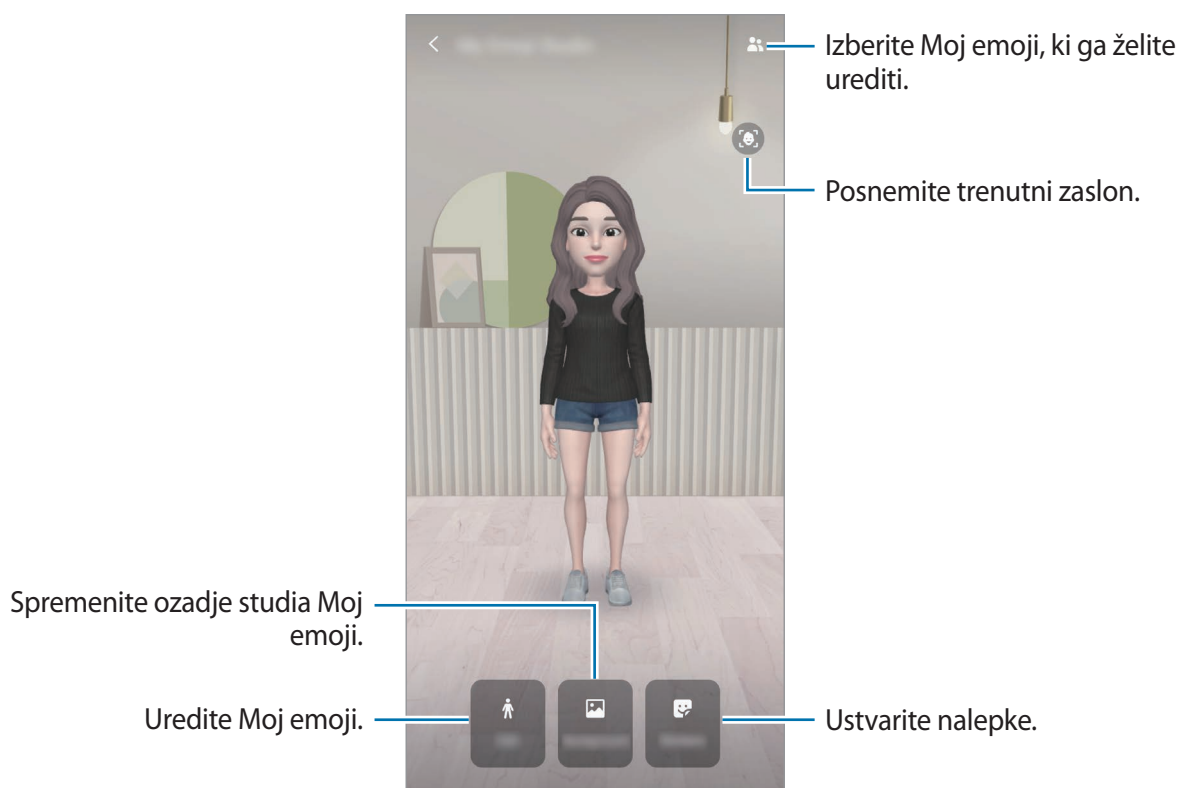 Izberite Moj emoji, ki ga želite
urediti.
Posnemite trenutni zaslon.
Spremenite ozadje studia Moj
emoji.
Uredite Moj emoji.
Ustvarite nalepke.